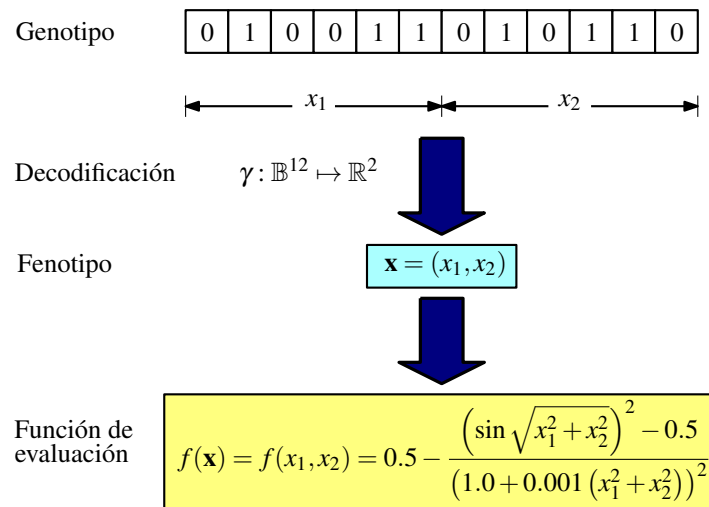 Genotipo 0 1 0 0 1 1 0 1 0 1 1 0
x₁ x₂
Decodificación γ: 𝔹¹² ↦ ℝ²
Fenotipo x = (x₁, x₂)
Función de evaluación f(x) = f(x₁, x₂) = 0.5 − ((sin √(x₁² + x₂²))² − 0.5) / (1.0 + 0.001 (x₁² + x₂²))²